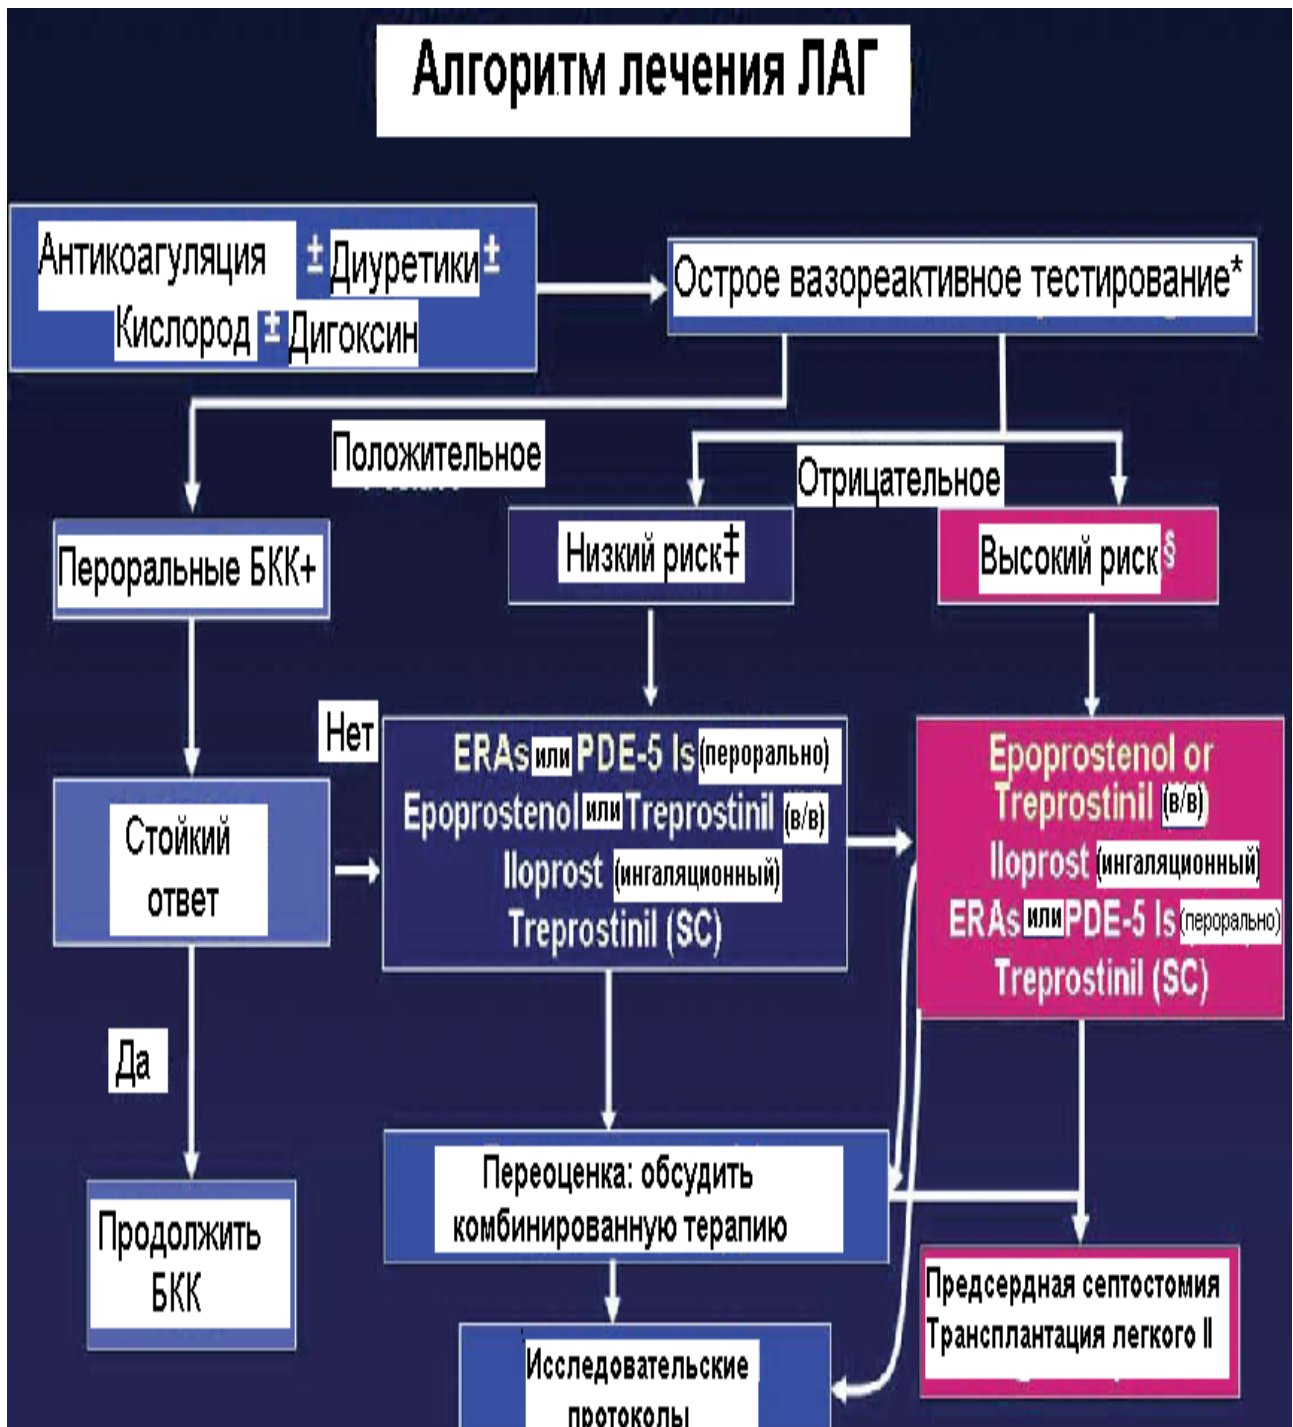 Алгоритм лечения ЛАГ
Антикоагуляция ± Диуретики ±
Кислород ± Дигоксин
Острое вазореактивное тестирование*
Положительное
Отрицательное
Пероральные БКК+
Низкий риск‡
Высокий риск§
Нет
Стойкий
ответ
ERAs или PDE-5 Is (перорально)
Epoprostenol или Treprostinil (в/в)
Iloprost (ингаляционный)
Treprostinil (SC)
Epoprostenol or
Treprostinil (в/в)
Iloprost (ингаляционный)
ERAs или PDE-5 Is (перорально)
Treprostinil (SC)
Да
Продолжить
БКК
Переоценка: обсудить
комбинированную терапию
Предсердная септостомия
Трансплантация легкого II
Исследовательские
протоколы